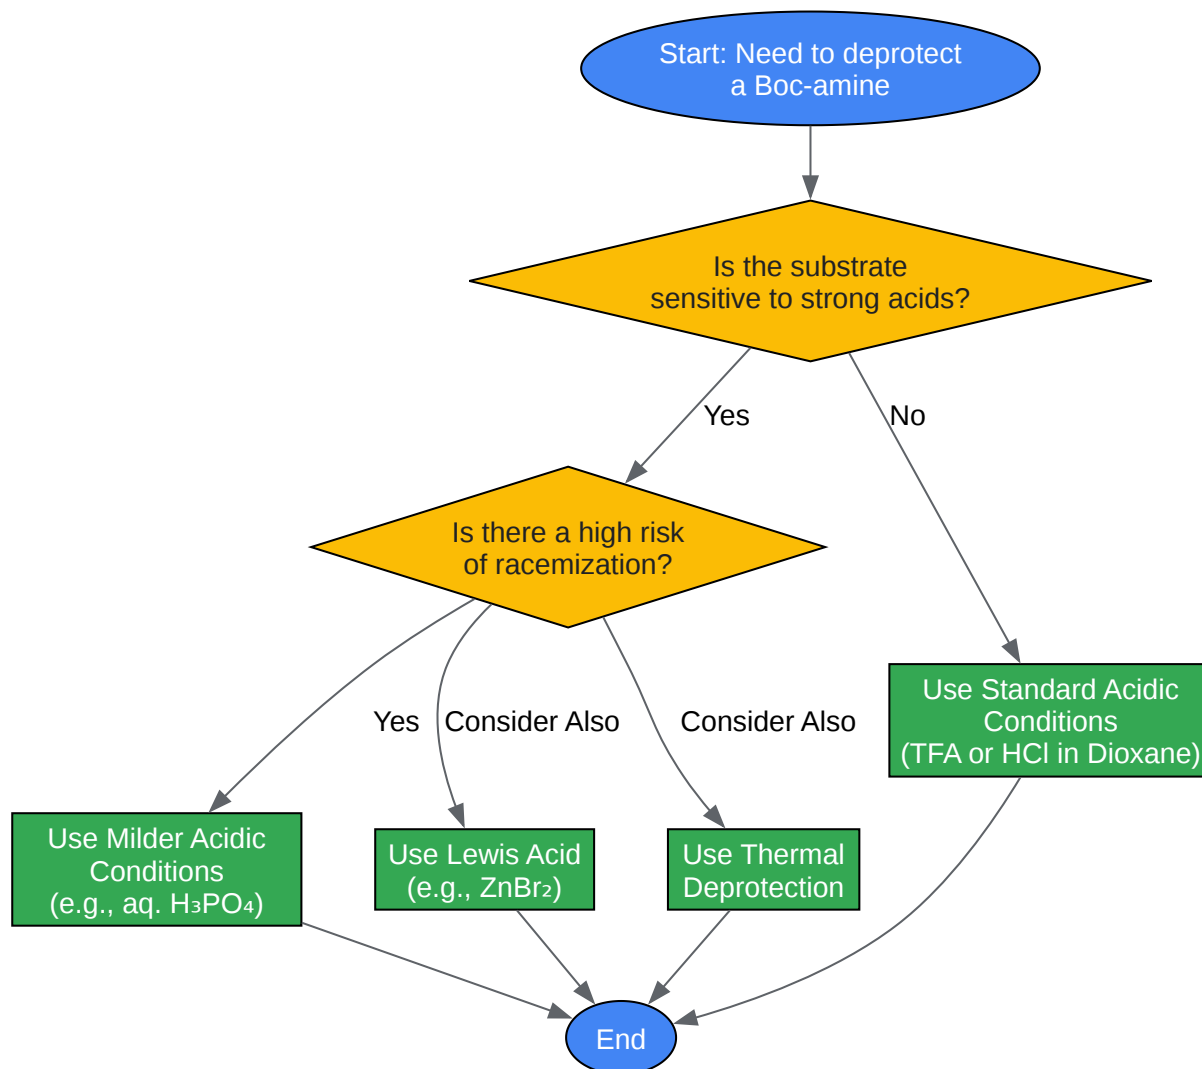 Start: Need to deprotect
a Boc-amine
Is the substrate
sensitive to strong acids?
Yes
No
Is there a high risk
of racemization?
Yes
Consider Also
Consider Also
Use Standard Acidic
Conditions
(TFA or HCl in Dioxane)
Use Milder Acidic
Conditions
(e.g., aq. H₃PO₄)
Use Lewis Acid
(e.g., ZnBr₂)
Use Thermal
Deprotection
End